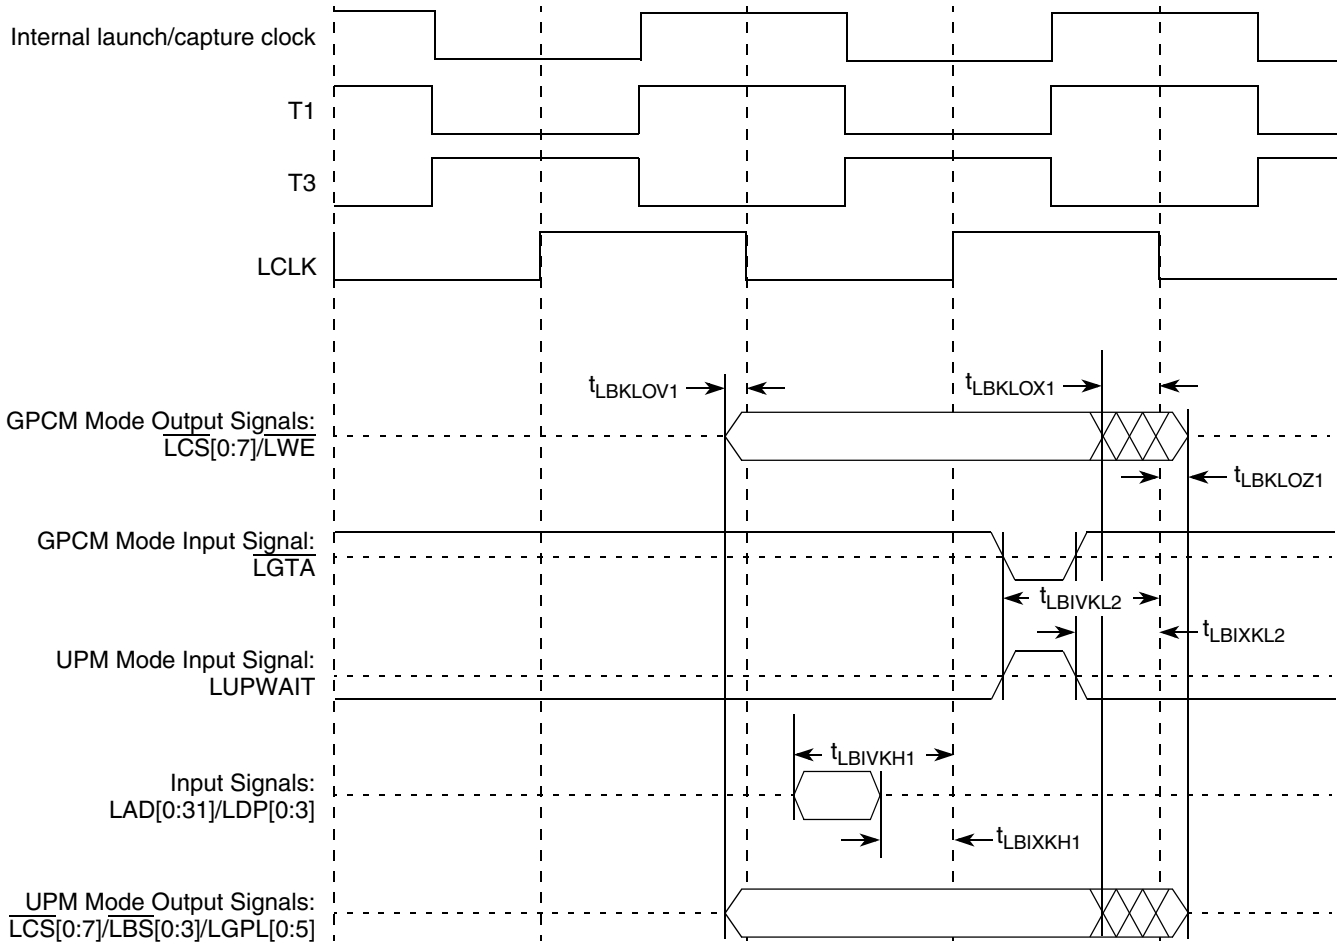 Internal launch/capture clock
T1
T3
LCLK
tLBKLOV1
tLBKLOX1
GPCM Mode Output Signals:
LCS[0:7]/LWE
tLBKLOZ1
GPCM Mode Input Signal:
LGTA
tLBIVKL2
tLBIXKL2
UPM Mode Input Signal:
LUPWAIT
tLBIVKH1
Input Signals:
LAD[0:31]/LDP[0:3]
tLBIXKH1
UPM Mode Output Signals:
LCS[0:7]/LBS[0:3]/LGPL[0:5]